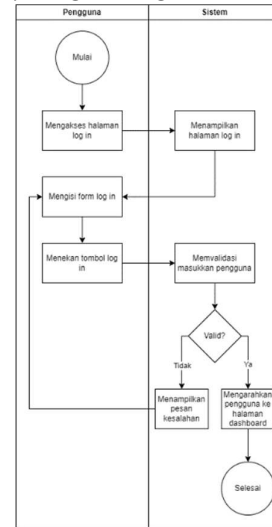 Pengguna
Sistem
Mulai
Mengakses halaman
log in
Menampilkan
halaman log in
Mengisi form log in
Menekan tombol log
in
Memvalidasi
masukkan pengguna
Valid?
Tidak
Ya
Menampilkan
pesan
kesalahan
Mengarahkan
pengguna ke
halaman
dashboard
Selesai